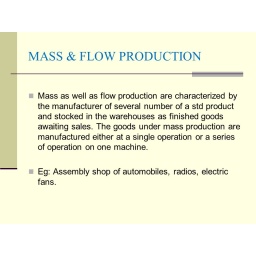 MASS & FLOW PRODUCTION
Mass as well as flow production are characterized by
the manufacturer of several number of a std product
and stocked in the warehouses as finished goods
awaiting sales. The goods under mass production are
manufactured either at a single operation or a series
of operation on one machine.
Eg: Assembly shop of automobiles, radios, electric
fans.